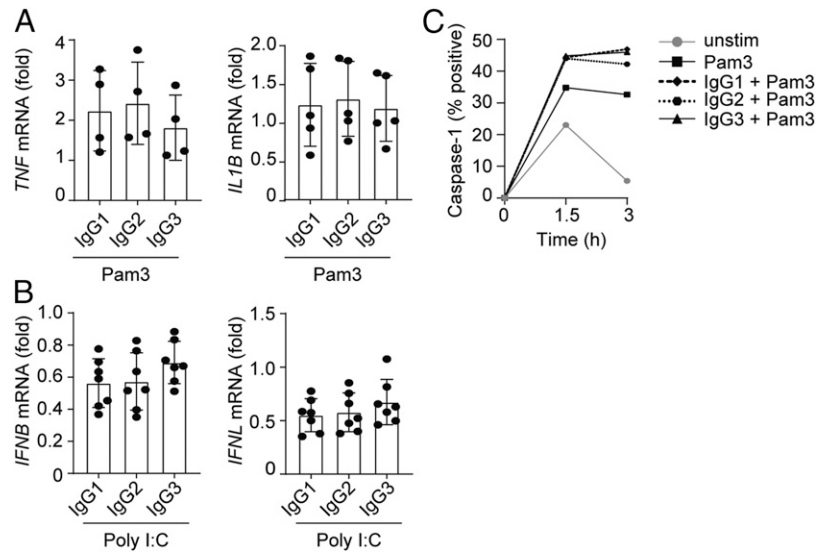 A
TNF mRNA (fold)
4
3
2
1
0
IgG1
IgG2
IgG3
Pam3
IL1B mRNA (fold)
2.0
1.5
1.0
0.5
0
IgG1
IgG2
IgG3
Pam3
C
Caspase-1 (% positive)
50
40
30
20
10
0
0
1.5
3
Time (h)
unstim
Pam3
IgG1 + Pam3
IgG2 + Pam3
IgG3 + Pam3
B
IFNB mRNA (fold)
1.0
0.8
0.6
0.4
0.2
0
IgG1
IgG2
IgG3
Poly I:C
IFNL mRNA (fold)
1.5
1.0
0.5
0
IgG1
IgG2
IgG3
Poly I:C